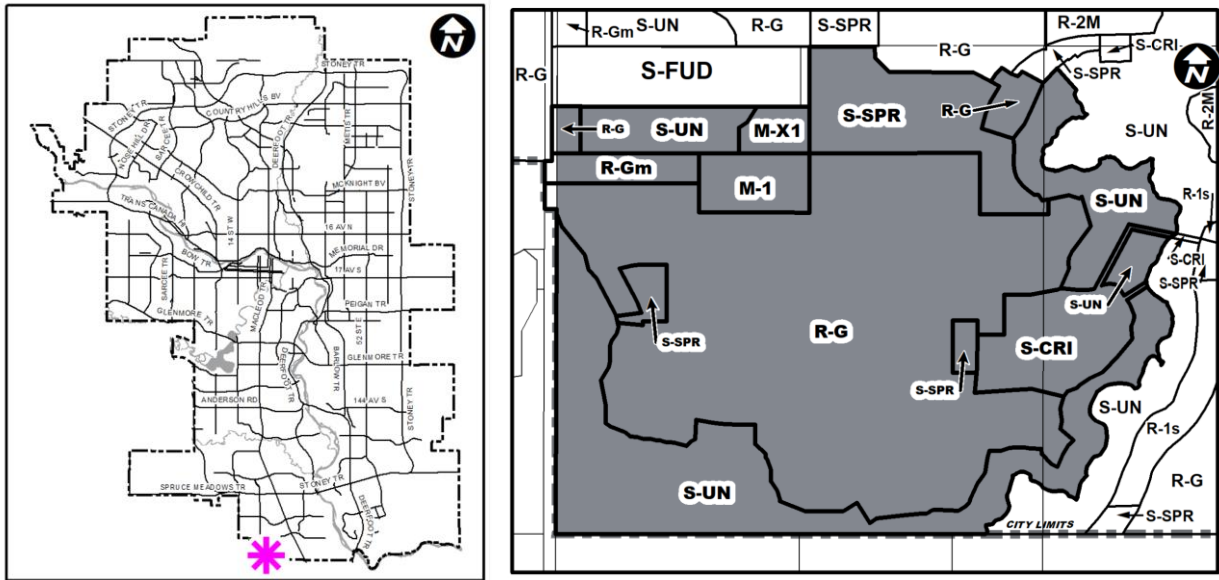 N
STONEY TR
COUNTRY HILLS BV
STONEY TR
NOSE HILL DR
SARCEE TR
DEERFOOT TR
METIS TR
CROWCHILD TR
STONEY TR
MCKNIGHT BV
TRANS CANADA H
14 ST W
16 AV N
BOW TR
MEMORIAL DR
17 AV S
SARCEE TR
MACLEOD TR
PEIGAN TR
GLENMORE TR
52 ST E
DEERFOOT TR
BARLOW TR
GLENMORE TR
ANDERSON RD
144 AV S
STONEY TR
SPRUCE MEADOWS TR
STONEY TR
DEERFOOT TR
R-Gm
S-UN
R-G
S-SPR
R-2M
S-CRI
N
R-G
S-SPR
R-G
S-FUD
R-G
S-UN
M-X1
S-SPR
R-G
S-UN
R-2M
R-Gm
M-1
S-UN
R-1s
S-CRI
S-SPR
S-UN
S-SPR
R-G
S-CRI
S-SPR
S-UN
R-1s
R-G
S-UN
S-SPR
CITY LIMITS